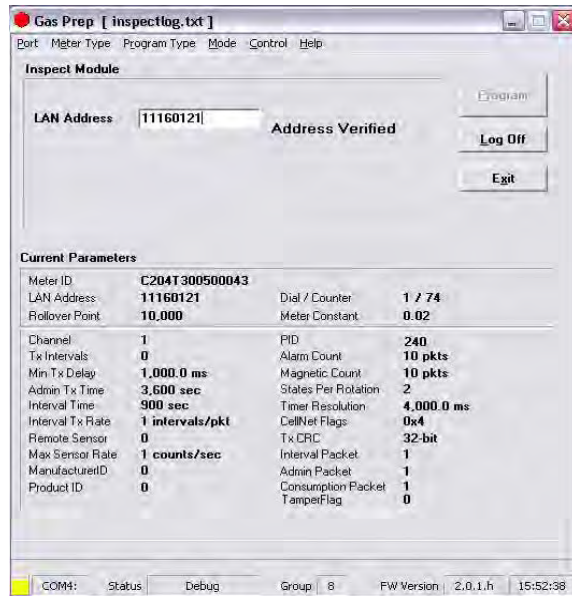 Gas Prep [ inspectlog.txt ]
Port Meter Type Program Type Mode Control Help
Inspect Module
Program
LAN Address 11160121 Address Verified
Log Off
Exit
Current Parameters
Meter ID C204T300500043
LAN Address 11160121 Dial / Counter 1 / 74
Rollover Point 10,000 Meter Constant 0.02
Channel 1 PID 240
Tx Intervals 0 Alarm Count 10 pkts
Min Tx Delay 1,000.0 ms Magnetic Count 10 pkts
Admin Tx Time 3,600 sec States Per Rotation 2
Interval Time 900 sec Timer Resolution 4,000.0 ms
Interval Tx Rate 1 intervals/pkt CellNet Flags 0x4
Remote Sensor 0 Tx CRC 32-bit
Max Sensor Rate 1 counts/sec Interval Packet 1
ManufacturerID 0 Admin Packet 1
Product ID 0 Consumption Packet 1
TamperFlag 0
COM4: Status Debug Group 8 FW Version 2.0.1.h 15:52:38